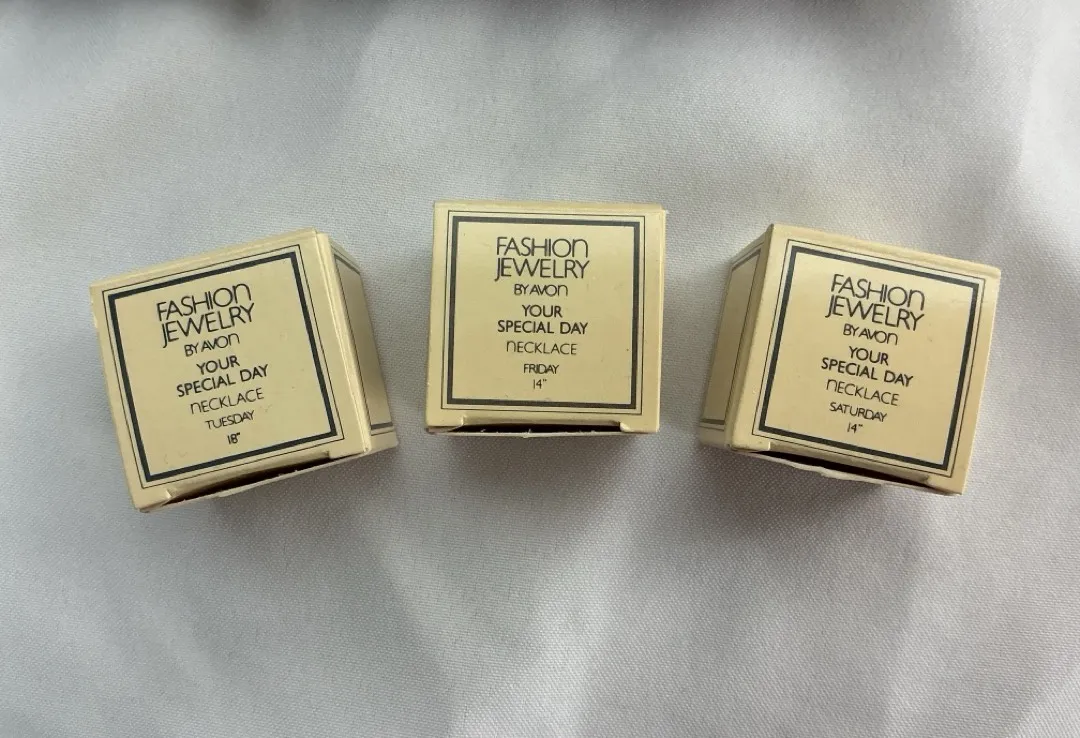 FASHION
JEWELRY
BY AVON
YOUR
SPECIAL DAY
NECKLACE
TUESDAY
18"
FASHION
JEWELRY
BY AVON
YOUR
SPECIAL DAY
NECKLACE
FRIDAY
14"
FASHION
JEWELRY
BY AVON
YOUR
SPECIAL DAY
NECKLACE
SATURDAY
14"